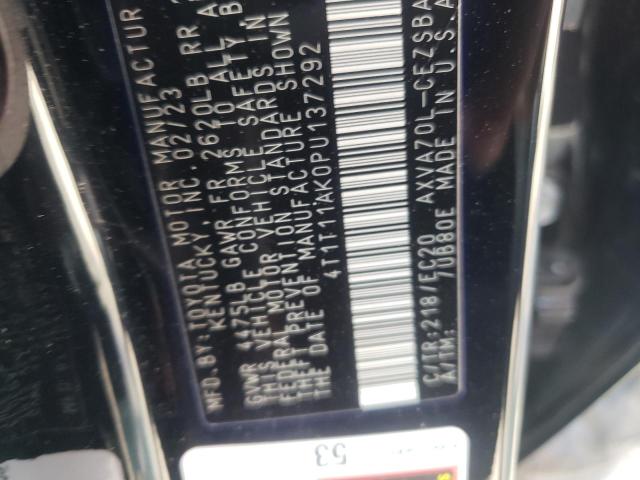 MFD.BY:TOYOTA MOTOR MANUFACTUR
KENTUCKY, INC. 02/23
GVWR 4475LB GAWR FR 2620LB RR
THIS VEHICLE CONFORMS TO ALL A
FEDERAL MOTOR VEHICLE SAFETY B
THEFT PREVENTION STANDARDS IN
THE DATE OF MANUFACTURE SHOWN
4T1T11AK0PU137292
C/TR:218/EC20 AXVA70L-CEZSBA
A/TM: 70680E MADE IN U.S.A
53